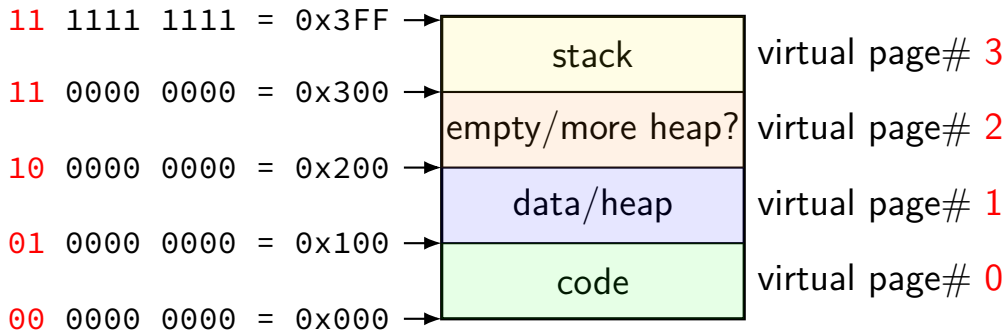 11 1111 1111 = 0x3FF
stack
virtual page# 3
11 0000 0000 = 0x300
empty/more heap?
virtual page# 2
10 0000 0000 = 0x200
data/heap
virtual page# 1
01 0000 0000 = 0x100
code
virtual page# 0
00 0000 0000 = 0x000